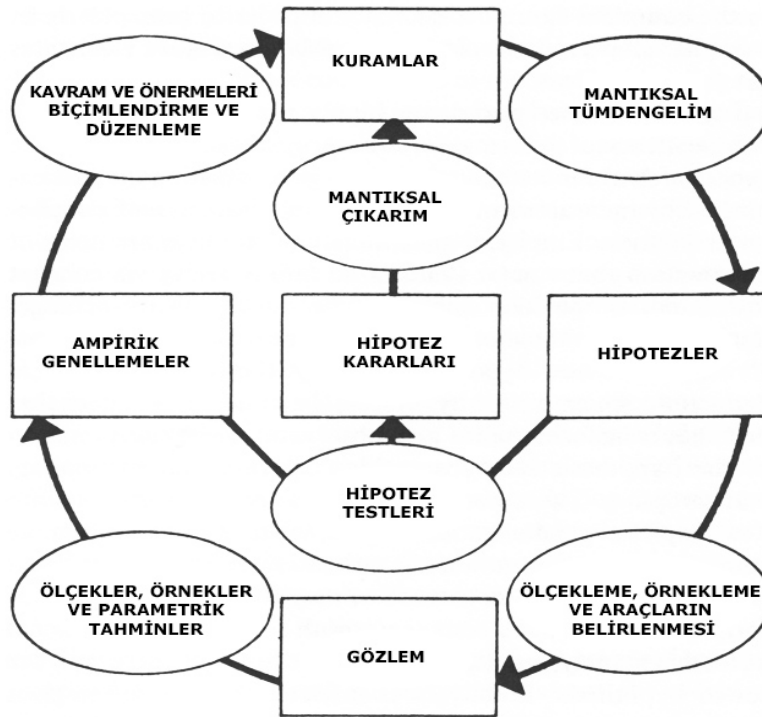 KURAMLAR
KAVRAM VE ÖNERMELERİ
BİÇİMLENDİRME VE
DÜZENLEME
MANTIKSAL
TÜMDENGELİM
MANTIKSAL
ÇIKARIM
AMPİRİK
GENELLEMELER
HİPOTEZ
KARARLARI
HİPOTEZLER
HİPOTEZ
TESTLERİ
ÖLÇEKLER, ÖRNEKLER
VE PARAMETRİK
TAHMİNLER
ÖLÇEKLEME, ÖRNEKLEME
VE ARAÇLARIN
BELİRLENMESİ
GÖZLEM